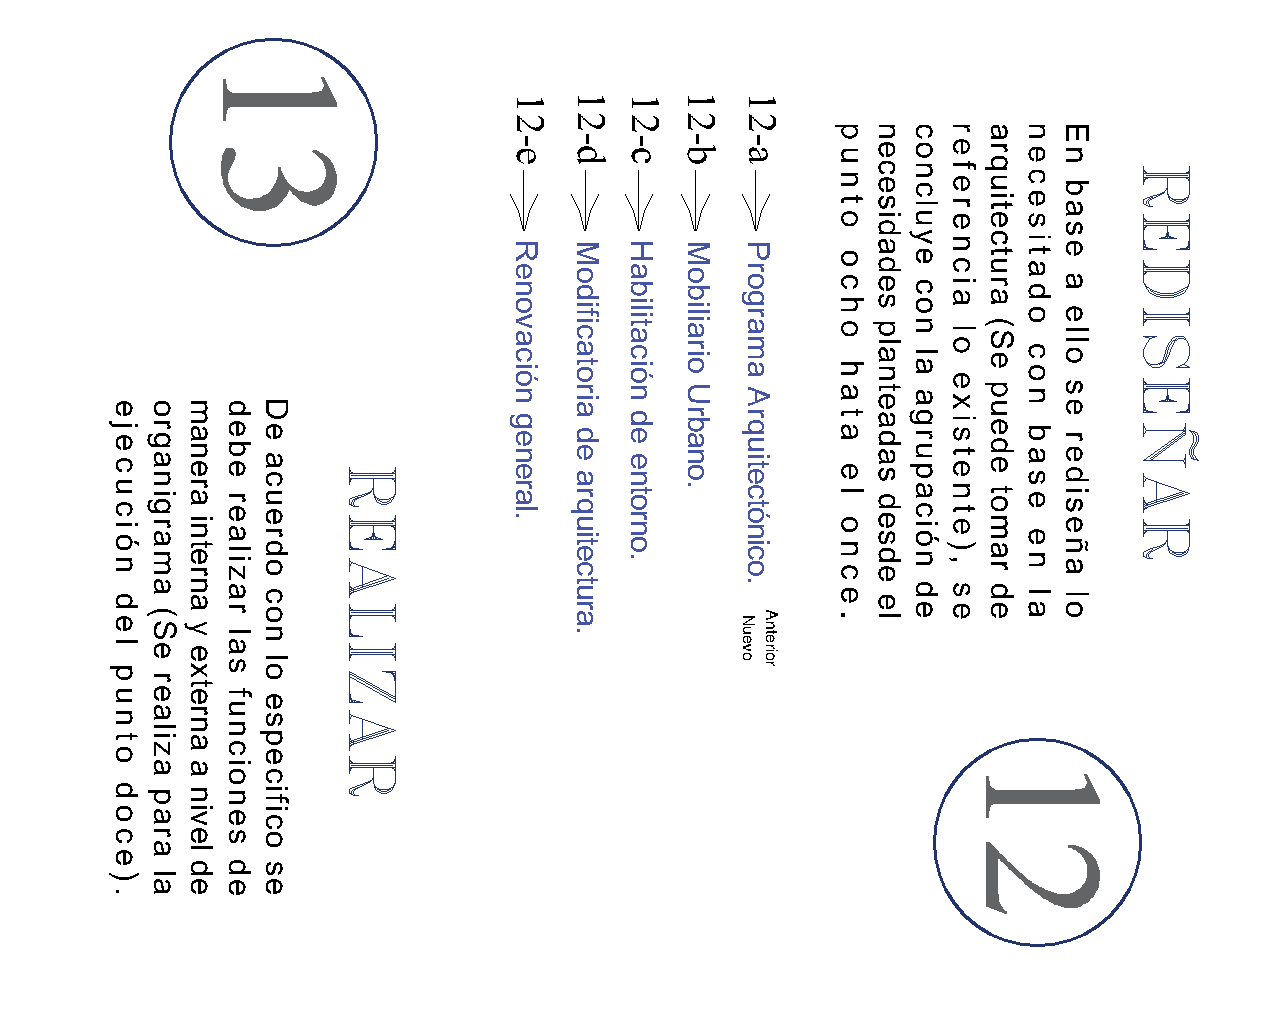 REDISEÑAR
En base a ello se rediseña lo
necesitado con base en la
arquitectura (Se puede tomar de
referencia lo existente), se
concluye con la agrupación de
necesidades planteadas desde el
punto ocho hata el once.
12
12-a Programa Arquitectónico. Anterior
Nuevo
12-b Mobiliario Urbano.
12-c Habilitación de entorno.
12-d Modificatoria de arquitectura.
12-e Renovación general.
13
REALIZAR
De acuerdo con lo especifico se
debe realizar las funciones de
manera interna y externa a nivel de
organigrama (Se realiza para la
ejecución del punto doce).